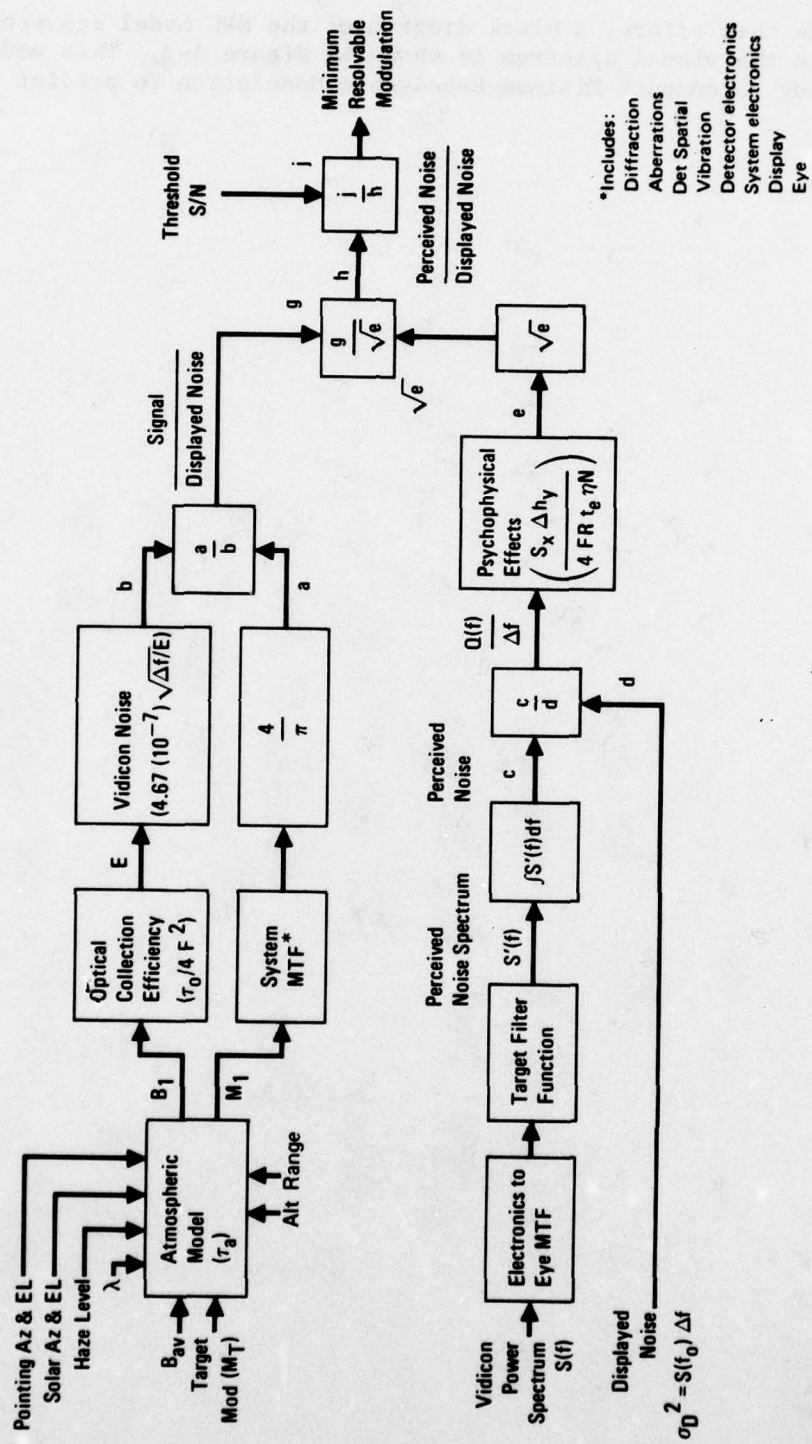 Pointing Az & EL
Solar Az & EL
Haze Level
λ
B_av
Target
Mod (M_T)
Atmospheric
Model
(τ_a)
Alt Range
B_1
M_1
Optical
Collection
Efficiency
(τ_o/4 F^2)
System
MTF*
E
Vidicon Noise
(4.67 (10^-7) √Δf/E)
4
π
b
a
a
b
Signal
Displayed Noise
g
g
√e
√e
h
Perceived Noise
Displayed Noise
Threshold
S/N
j
j
h
Minimum
Resolvable
Modulation
Vidicon
Power
Spectrum
S(f)
Electronics to
Eye MTF
Target Filter
Function
Perceived
Noise Spectrum
S'(f)
∫S'(f)df
Perceived
Noise
c
c
d
d
Q(f)
Δf
Psychophysical
Effects
(S_x Δh_y
4 FR t_e ηN)
e
√e
Displayed
Noise
σ_D^2 = S(f_o) Δf
*Includes:
Diffraction
Aberrations
Det Spatial
Vibration
Detector electronics
System electronics
Display
Eye